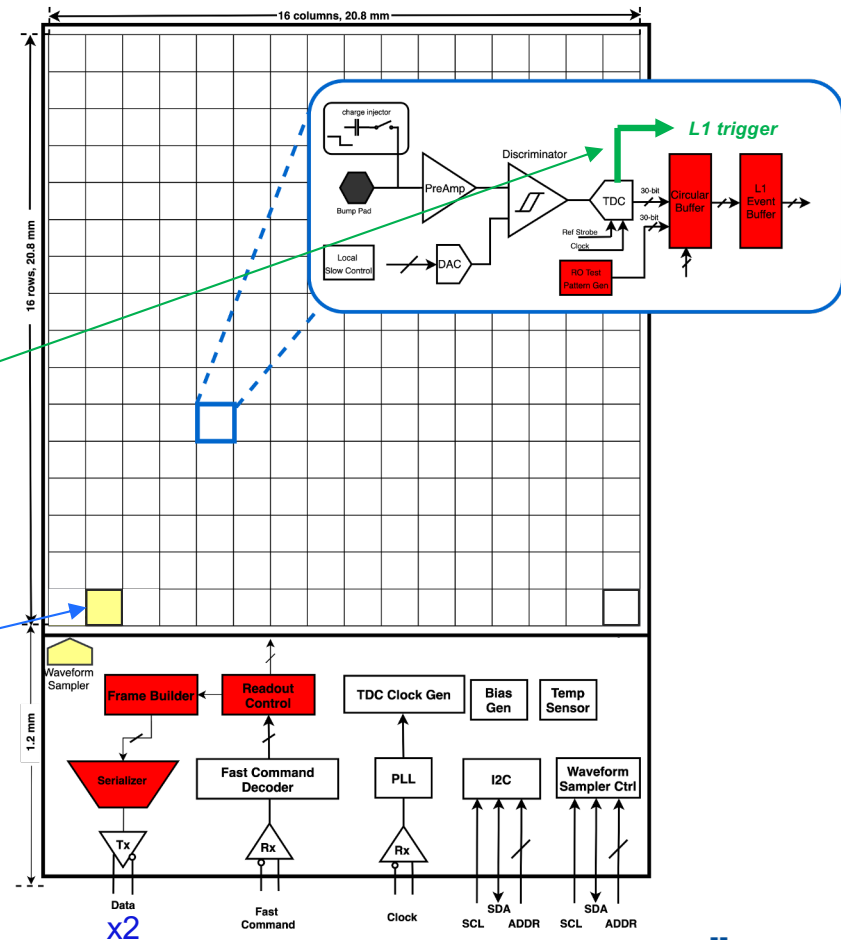 16 columns, 20.8 mm
16 rows, 20.8 mm
charge injector
Bump Pad
PreAmp
Discriminator
L1 trigger
TDC
30-bit
30-bit
Circular
Buffer
L1
Event
Buffer
Ref Strobe
Clock
Local
Slow Control
DAC
RO Test
Pattern Gen
Waveform
Sampler
1.2 mm
Frame Builder
Readout
Control
TDC Clock Gen
Bias
Gen
Temp
Sensor
Serializer
Fast Command
Decoder
PLL
I2C
Waveform
Sampler Ctrl
Tx
Rx
Rx
Data
x2
Fast
Command
Clock
SCL
SDA
ADDR
SCL
SDA
ADDR